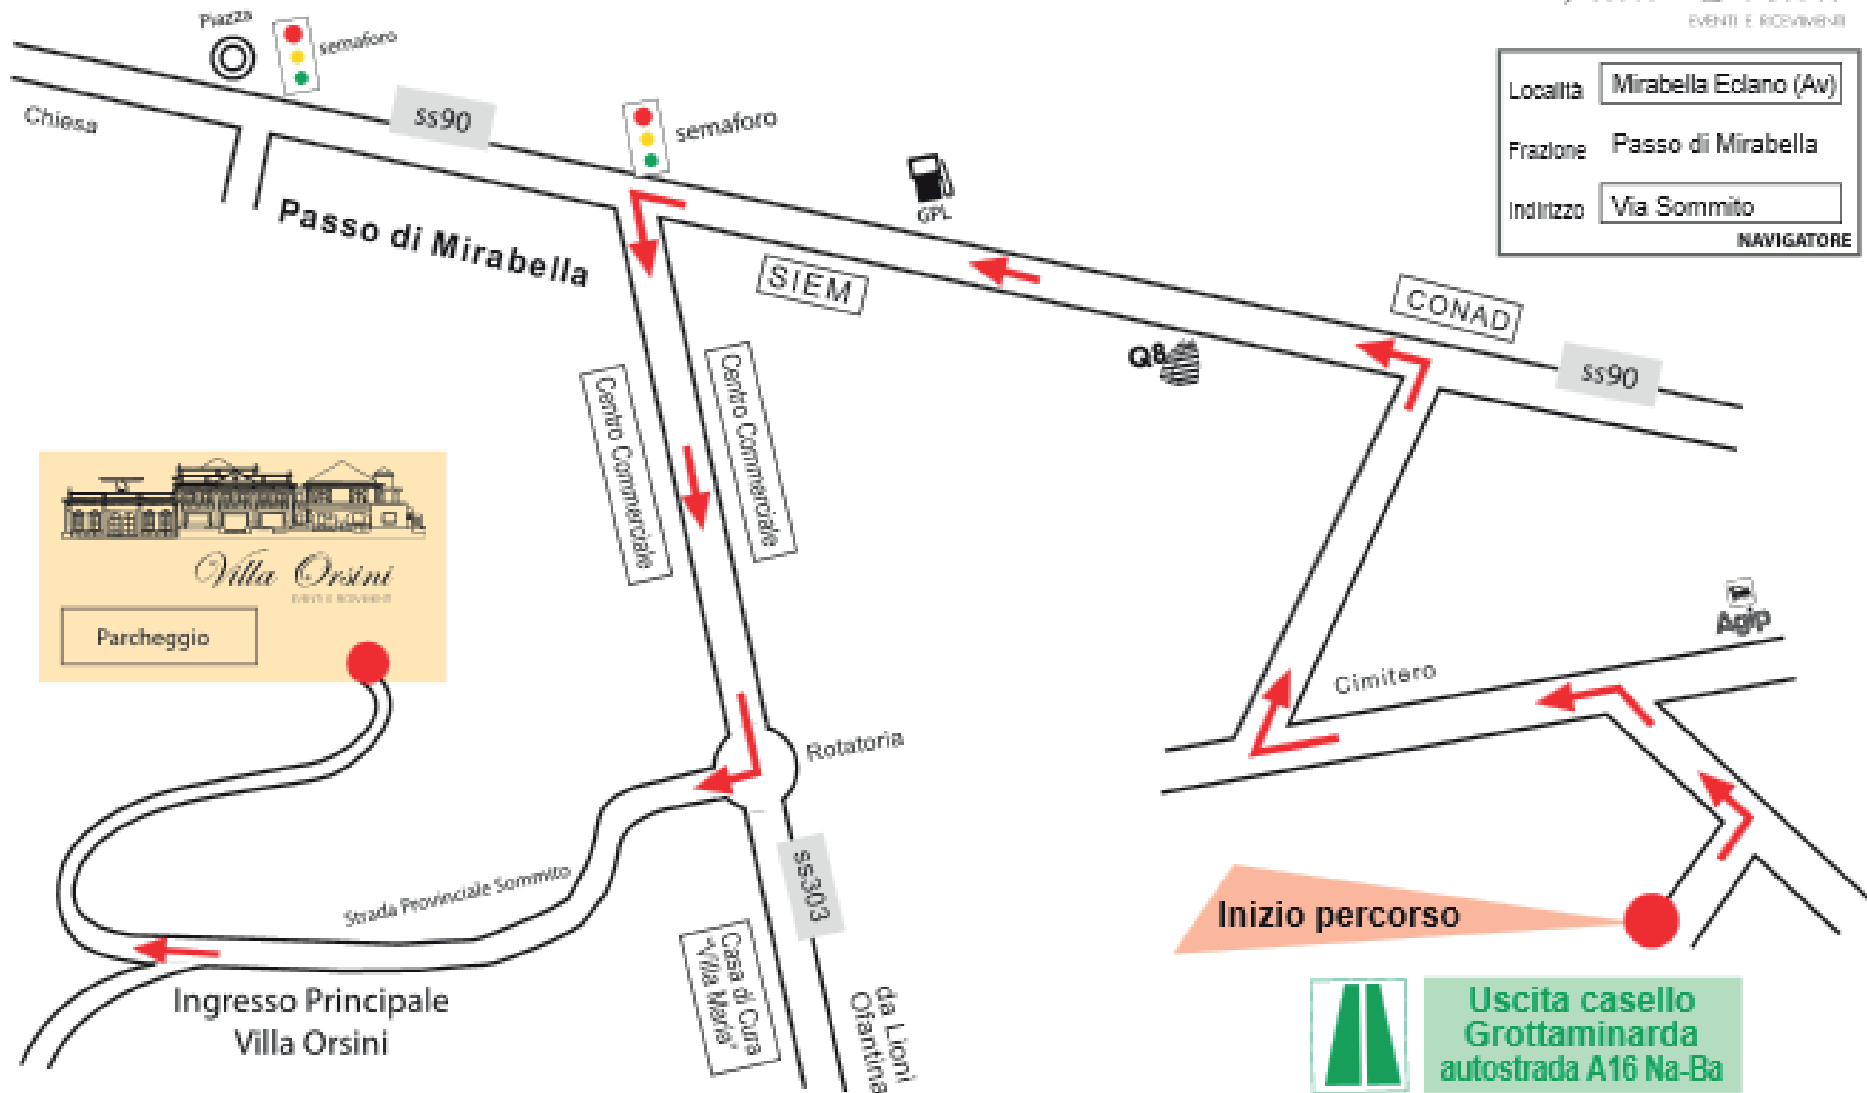 Piazza
semaforo
Chiesa
ss90
semaforo
EVENTI E RICEVIMENTI
Località Mirabella Eclano (Av)
Frazione Passo di Mirabella
Indirizzo Via Sommito
NAVIGATORE
GPL
Passo di Mirabella
SIEM
CONAD
Q8
ss90
Centro Commerciale
Centro Commerciale
Villa Orsini
EVENTI E RICEVIMENTI
Parcheggio
Agip
Cimitero
Rotatoria
Strada Provinciale Sommito
ss303
Inizio percorso
Casa di Cura
"Villa Maria"
da Lioni
Ofantina
Ingresso Principale
Villa Orsini
Uscita casello
Grottaminarda
autostrada A16 Na-Ba